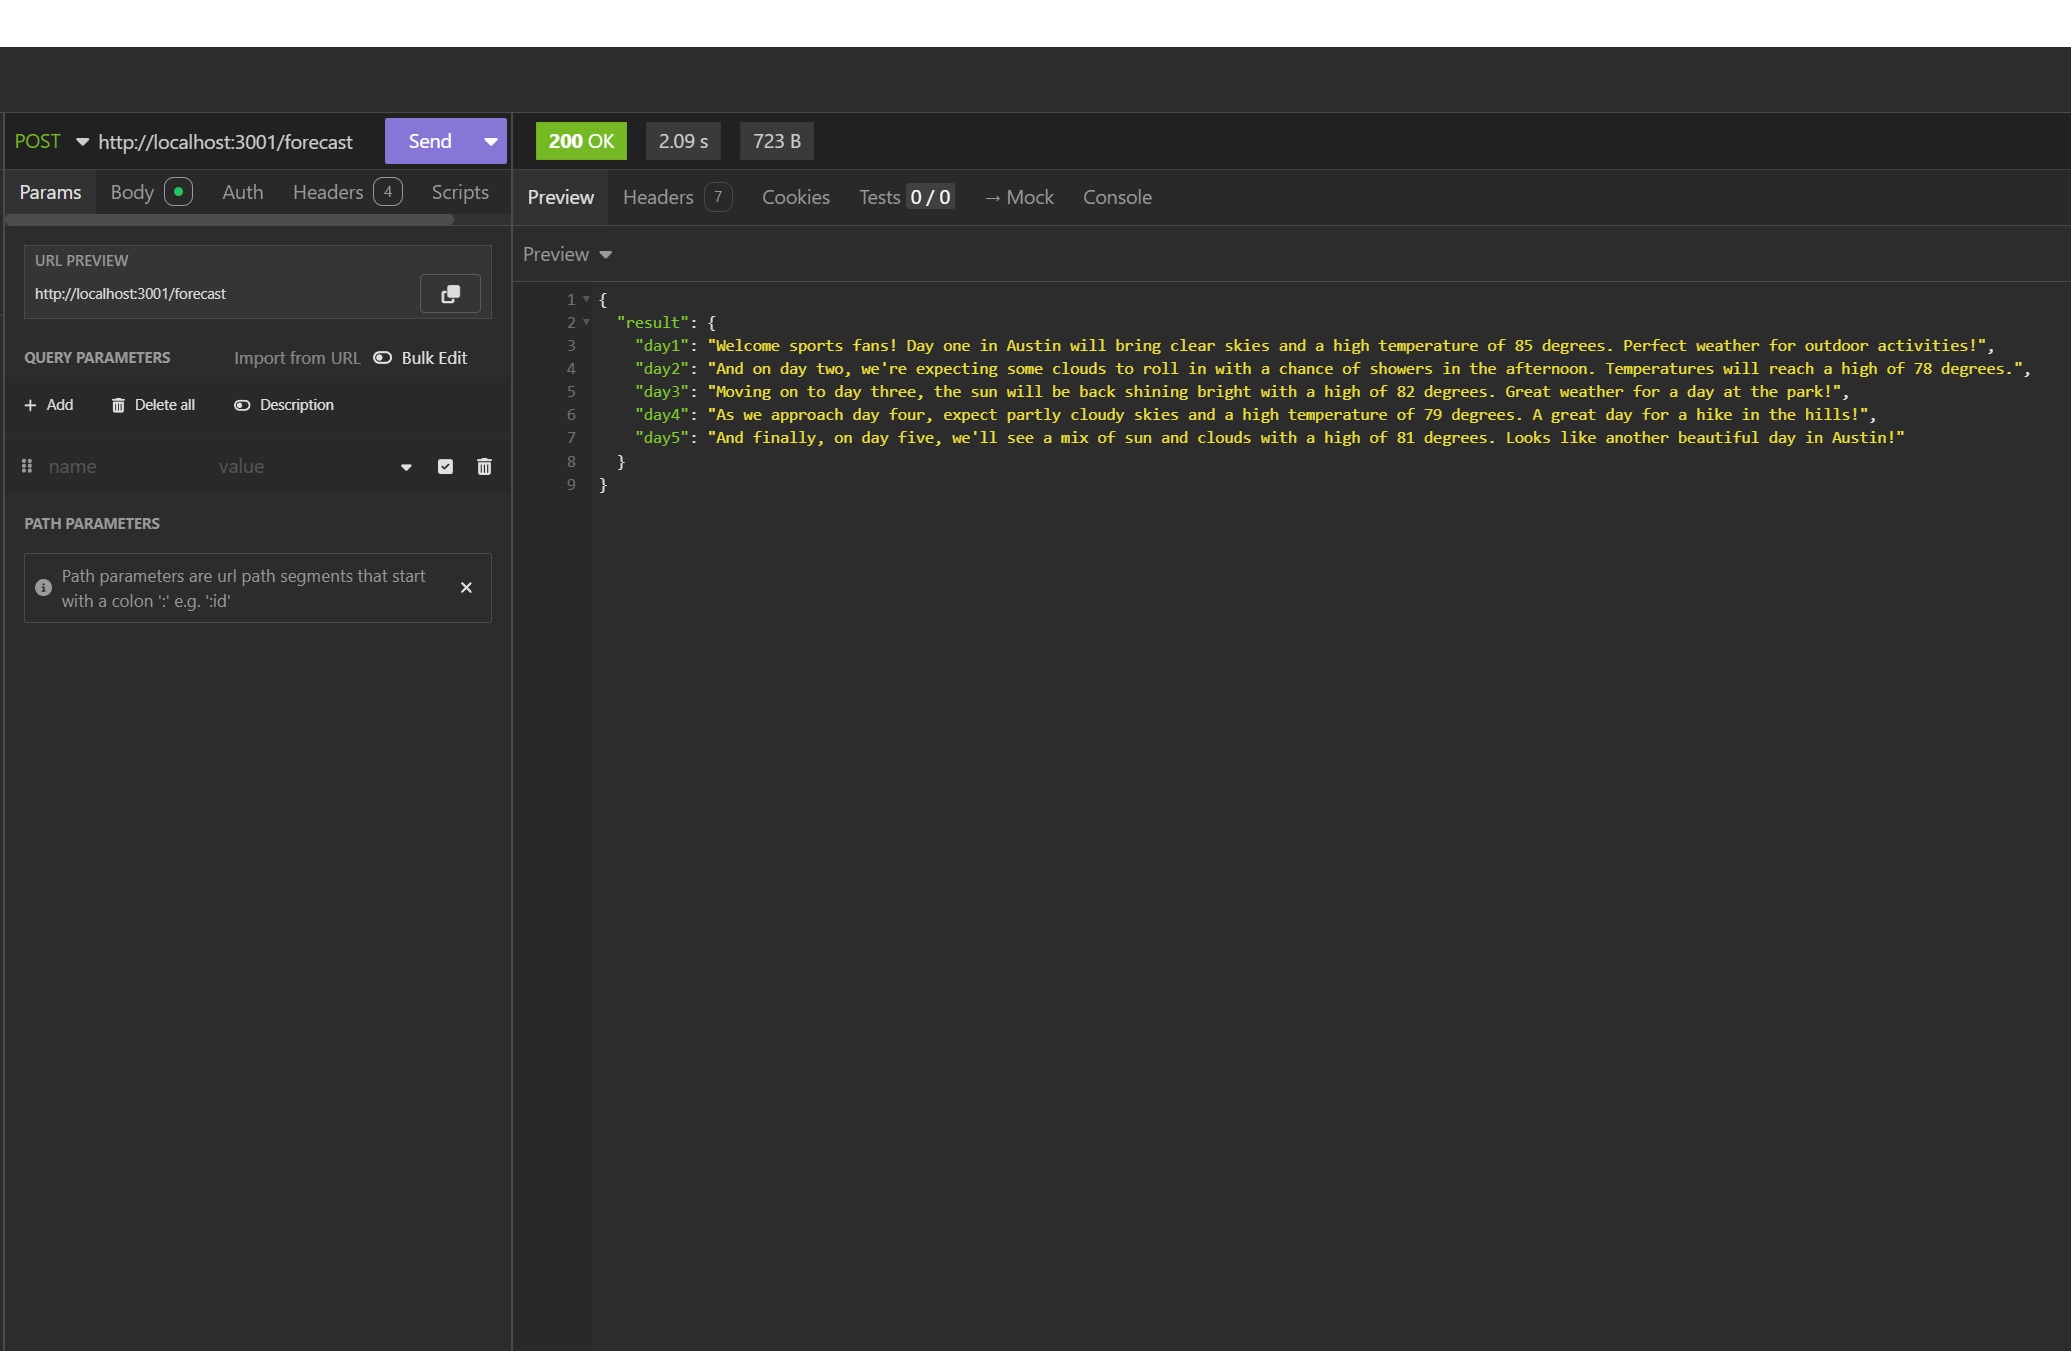 POST http://localhost:3001/forecast Send
200 OK 2.09 s 723 B
Params Body Auth Headers 4 Scripts
Preview Headers 7 Cookies Tests 0 / 0 → Mock Console
URL PREVIEW
http://localhost:3001/forecast
QUERY PARAMETERS Import from URL Bulk Edit
+ Add Delete all Description
name value
PATH PARAMETERS
Path parameters are url path segments that start
with a colon ':' e.g. ':id'
Preview
1 {
2 "result": {
3 "day1": "Welcome sports fans! Day one in Austin will bring clear skies and a high temperature of 85 degrees. Perfect weather for outdoor activities!",
4 "day2": "And on day two, we're expecting some clouds to roll in with a chance of showers in the afternoon. Temperatures will reach a high of 78 degrees.",
5 "day3": "Moving on to day three, the sun will be back shining bright with a high of 82 degrees. Great weather for a day at the park!",
6 "day4": "As we approach day four, expect partly cloudy skies and a high temperature of 79 degrees. A great day for a hike in the hills!",
7 "day5": "And finally, on day five, we'll see a mix of sun and clouds with a high of 81 degrees. Looks like another beautiful day in Austin!"
8 }
9 }